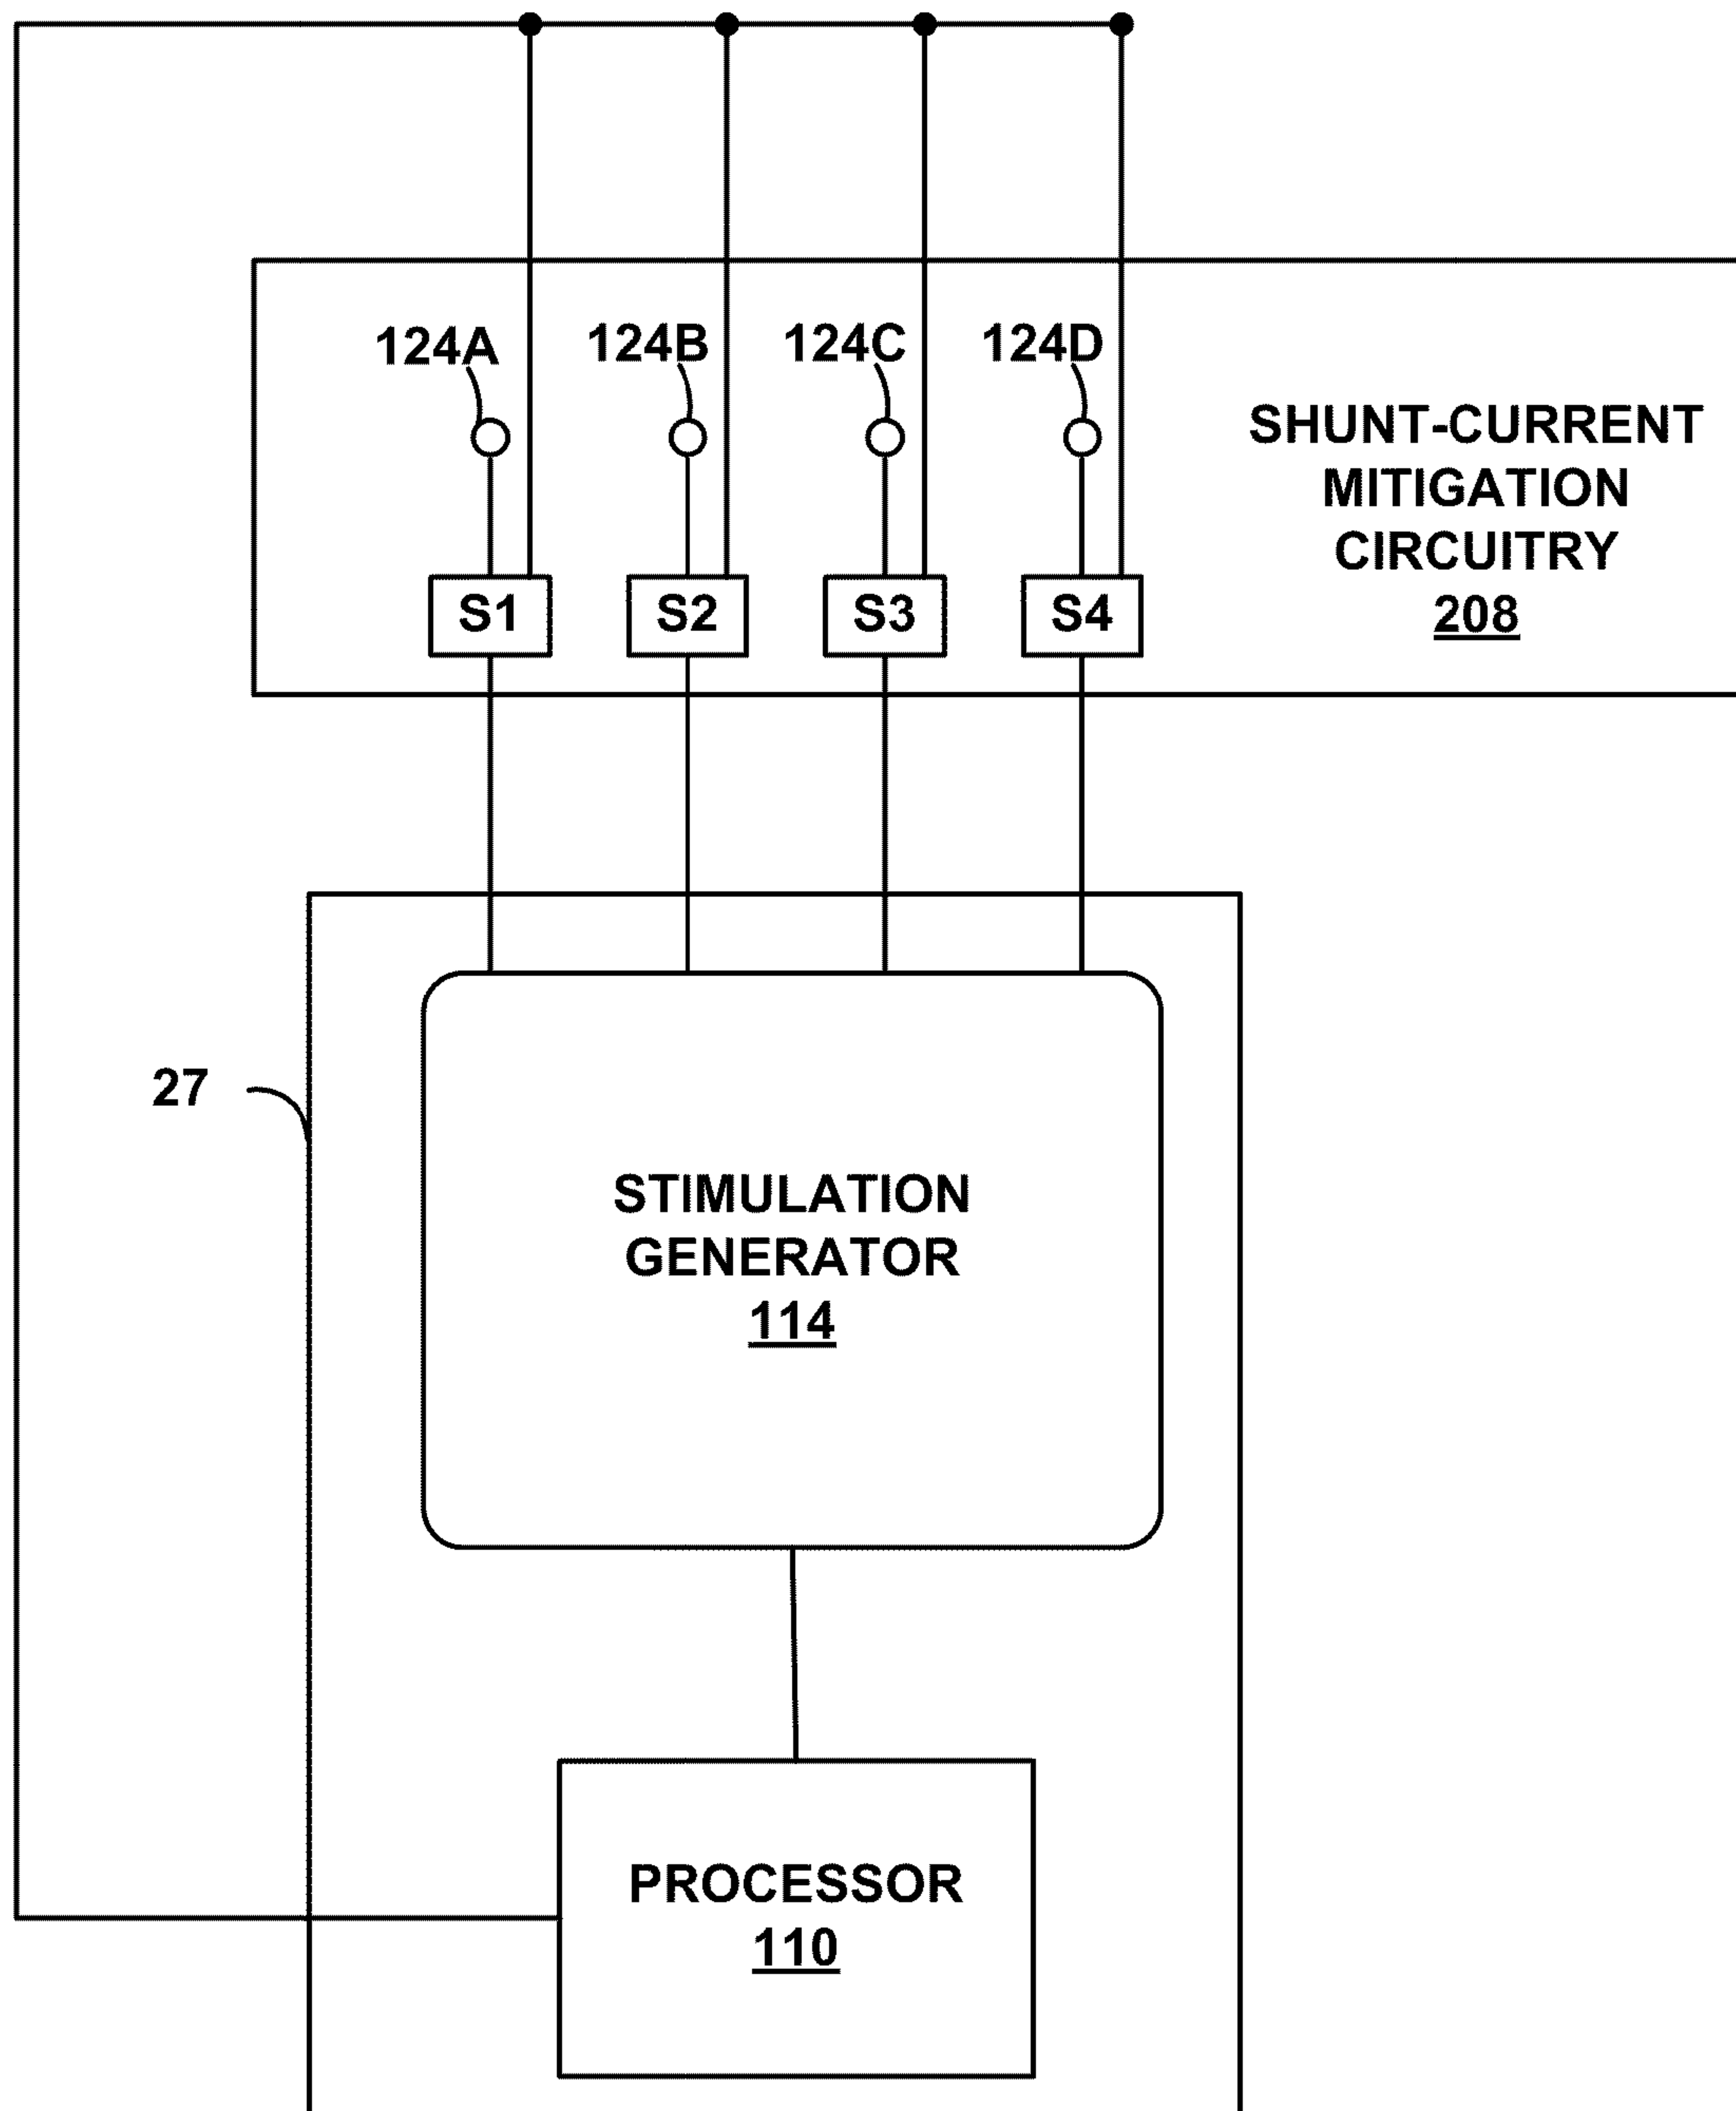 124A 124B 124C 124D
SHUNT-CURRENT
MITIGATION
CIRCUITRY
208
S1 S2 S3 S4
27
STIMULATION
GENERATOR
114
PROCESSOR
110